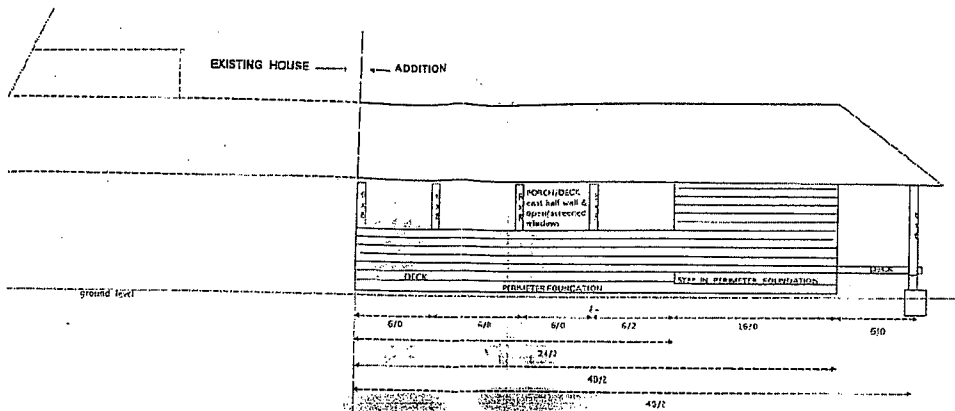 EXISTING HOUSE
ADDITION
PORCH/DECK
east half wall &
open/screened
windows
DECK
DECK
STEP IN PERIMETER FOUNDATION
PERIMETER FOUNDATION
ground level
6/0
6/0
6/0
6/2
16/0
5/0
24/2
40/2
45/2